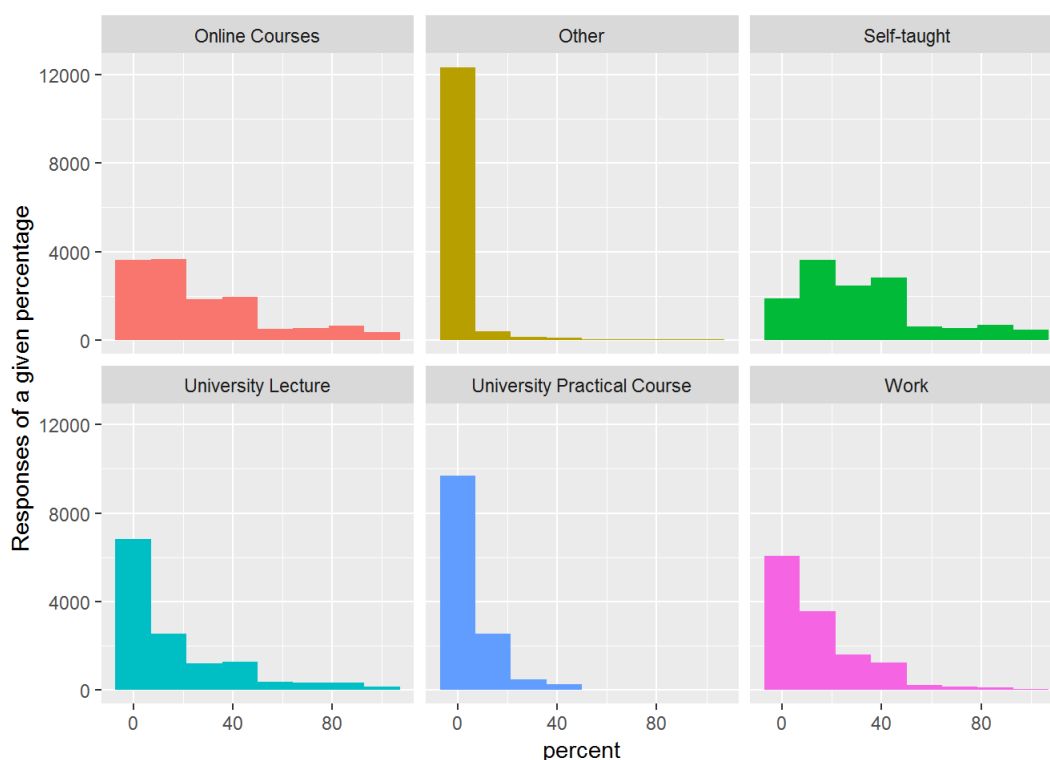 Online Courses
Other
Self-taught
Responses of a given percentage
12000
8000
4000
0
University Lecture
University Practical Course
Work
12000
8000
4000
0
0
40
80
0
40
80
0
40
80
percent